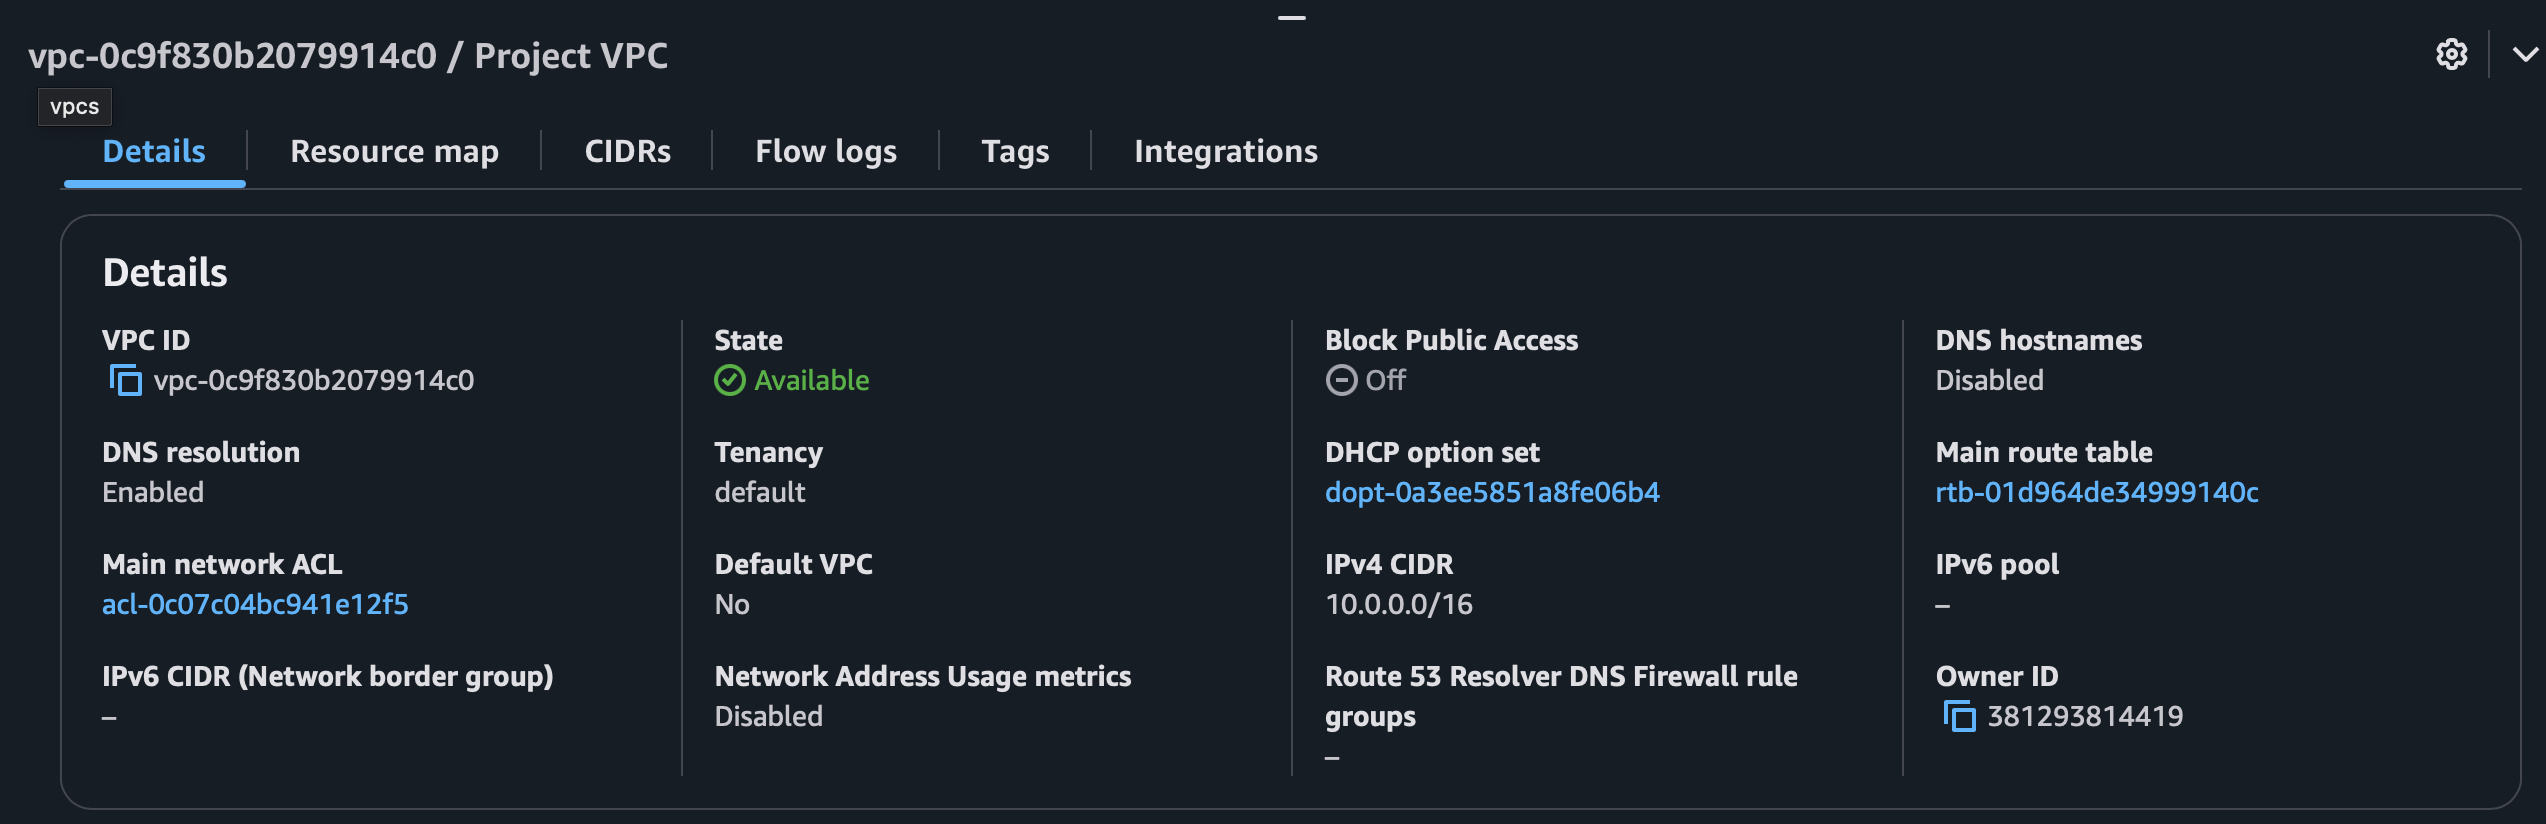 vpc-0c9f830b2079914c0 / Project VPC
vpcs
Details
Resource map
CIDRs
Flow logs
Tags
Integrations
Details
VPC ID
vpc-0c9f830b2079914c0
State
Available
Block Public Access
Off
DNS hostnames
Disabled
DNS resolution
Enabled
Tenancy
default
DHCP option set
dopt-0a3ee5851a8fe06b4
Main route table
rtb-01d964de34999140c
Main network ACL
acl-0c07c04bc941e12f5
Default VPC
No
IPv4 CIDR
10.0.0.0/16
IPv6 pool
–
IPv6 CIDR (Network border group)
–
Network Address Usage metrics
Disabled
Route 53 Resolver DNS Firewall rule
groups
–
Owner ID
381293814419